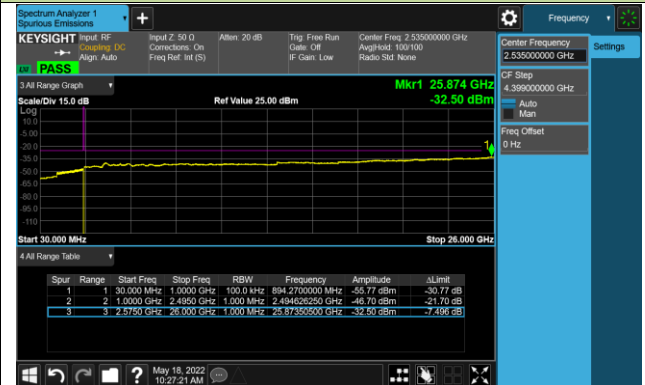 Spectrum Analyzer 1
Spurious Emissions
Frequency
KEYSIGHT
Input: RF
Coupling: DC
Align: Auto
Input Z: 50 Ω
Corrections: On
Freq Ref: Int (S)
Atten: 20 dB
Trig: Free Run
Gate: Off
IF Gain: Low
Center Freq: 2.535000000 GHz
Avg|Hold: 100/100
Radio Std: None
PASS
Center Frequency
2.535000000 GHz
Settings
CF Step
4.399000000 GHz
Auto
Man
Freq Offset
0 Hz
3 All Range Graph
Mkr1 25.874 GHz
Scale/Div 15.0 dB
Ref Value 25.00 dBm
-32.50 dBm
Log
10.0
-5.00
-20.0
-35.0
-50.0
-65.0
-80.0
-95.0
-110
1
Start 30.000 MHz
Stop 26.000 GHz
4 All Range Table
Spur Range Start Freq Stop Freq RBW Frequency Amplitude ΔLimit
1 1 30.000 MHz 1.0000 GHz 100.0 kHz 894.2700000 MHz -55.77 dBm -30.77 dB
2 2 1.0000 GHz 2.4950 GHz 1.000 MHz 2.494626250 GHz -46.70 dBm -21.70 dB
3 3 2.5750 GHz 26.000 GHz 1.000 MHz 25.87350500 GHz -32.50 dBm -7.496 dB
?
May 18, 2022
10:27:21 AM